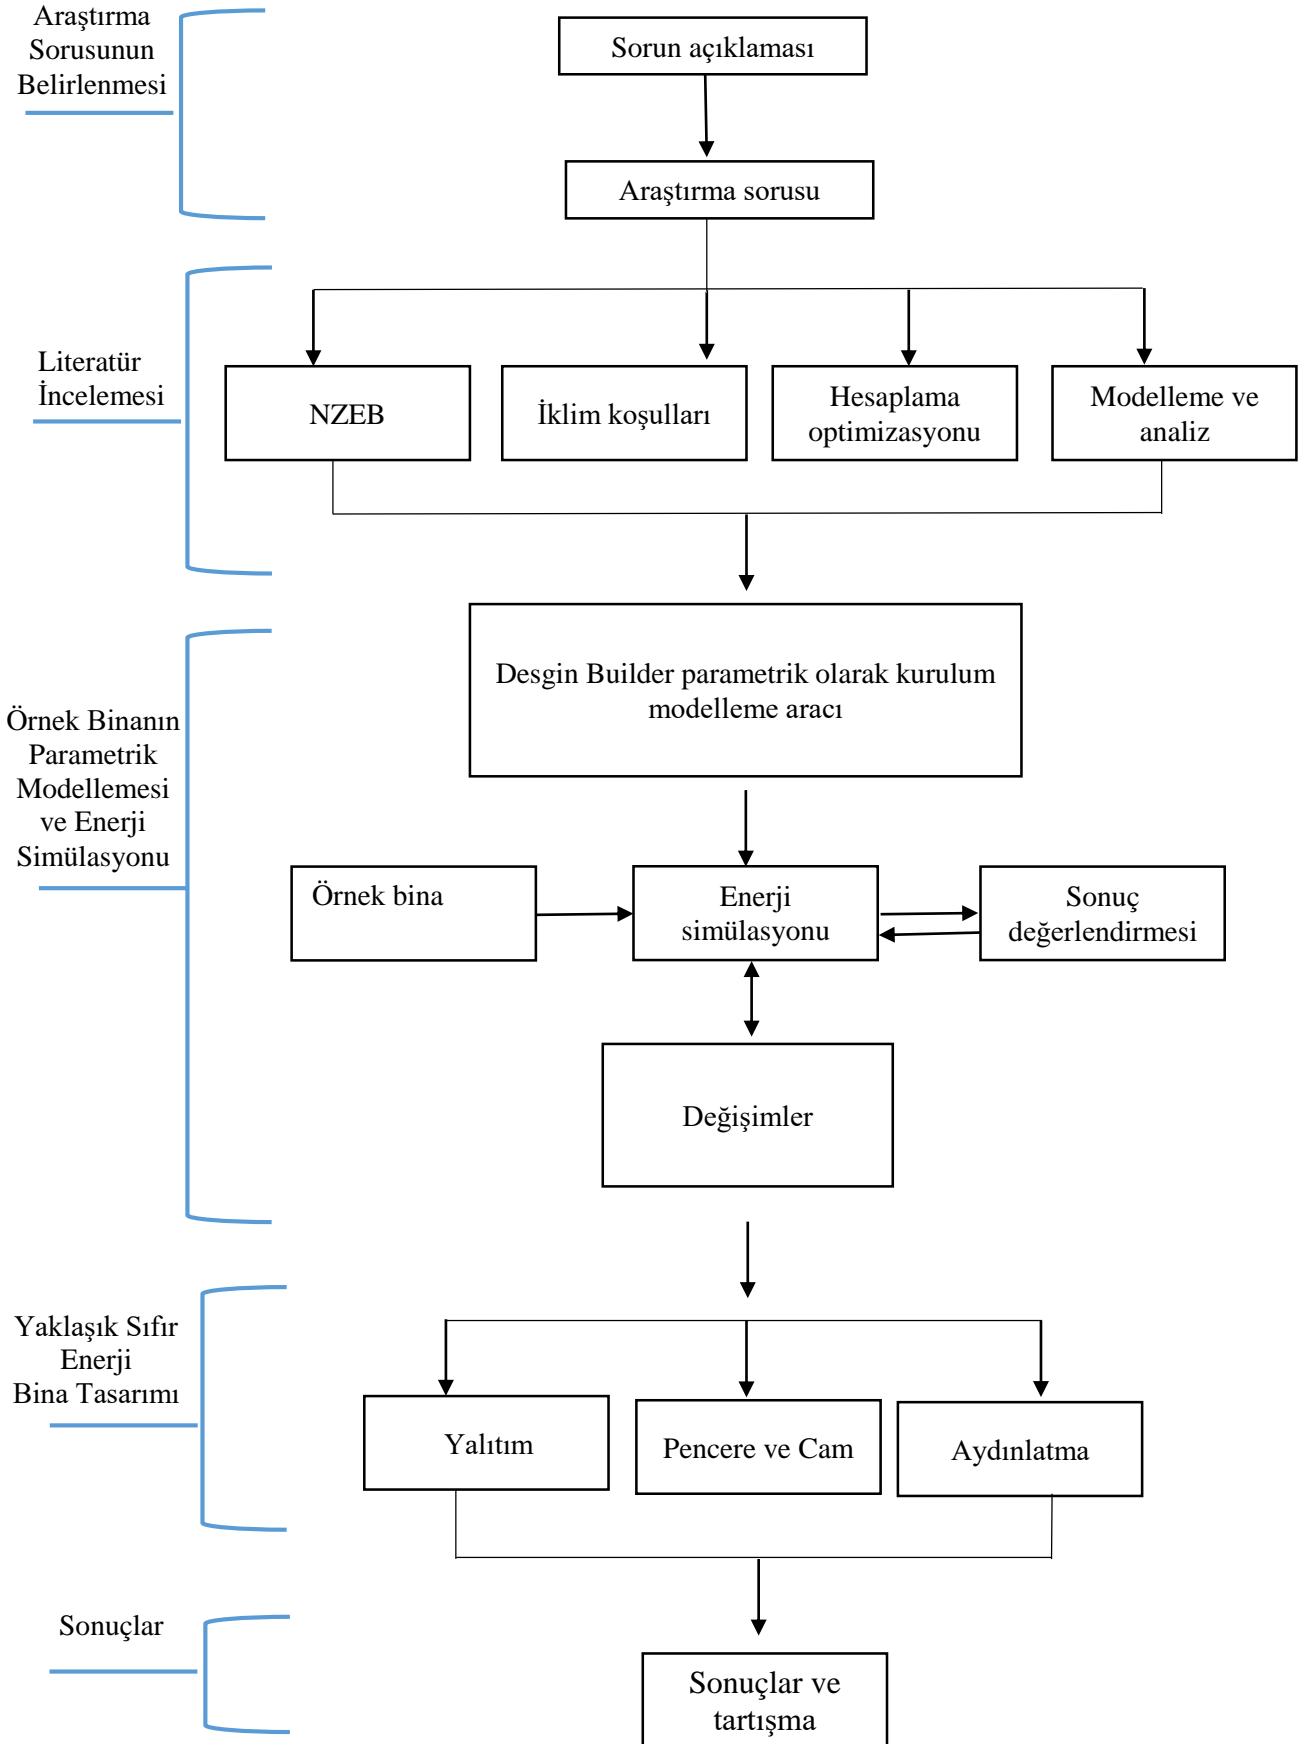 Araştırma
Sorusunun
Belirlenmesi
Sorun açıklaması
Araştırma sorusu
Literatür
İncelemesi
NZEB
İklim koşulları
Hesaplama
optimizasyonu
Modelleme ve
analiz
Desgin Builder parametrik olarak kurulum
modelleme aracı
Örnek Binanın
Parametrik
Modellemesi
ve Enerji
Simülasyonu
Örnek bina
Enerji
simülasyonu
Sonuç
değerlendirmesi
Değişimler
Yaklaşık Sıfır
Enerji
Bina Tasarımı
Yalıtım
Pencere ve Cam
Aydınlatma
Sonuçlar
Sonuçlar ve
tartışma